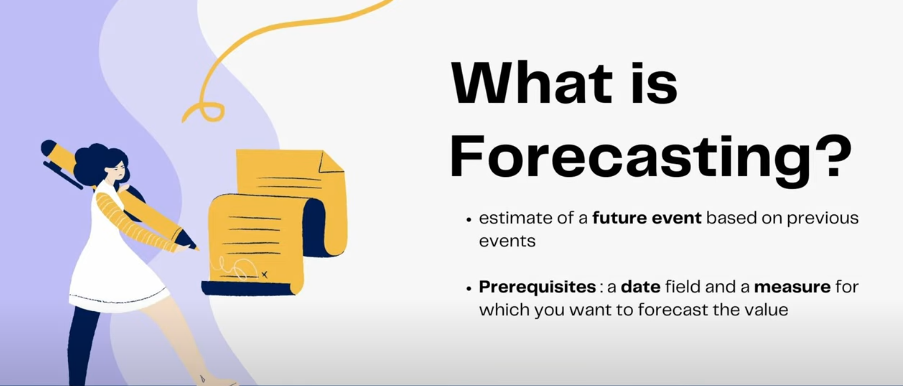 What is
Forecasting?
• estimate of a future event based on previous
events
• Prerequisites : a date field and a measure for
which you want to forecast the value